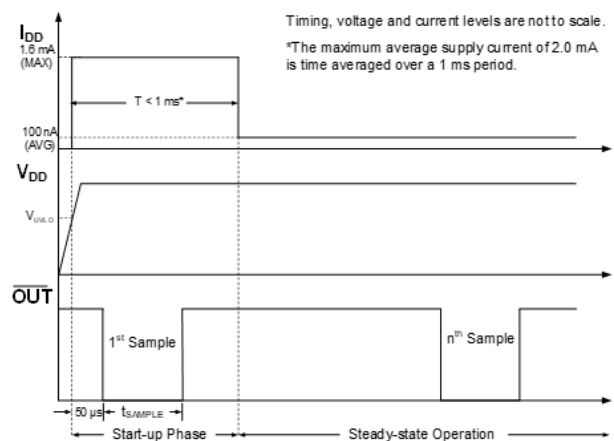 Timing, voltage and current levels are not to scale.
*The maximum average supply current of 2.0 mA
is time averaged over a 1 ms period.
IDD
1.6 mA
(MAX)
T < 1 ms*
100 nA
(AVG)
VDD
VUVLO
OUT
1st Sample
nth Sample
50 µs
tSAMPLE
Start-up Phase
Steady-state Operation